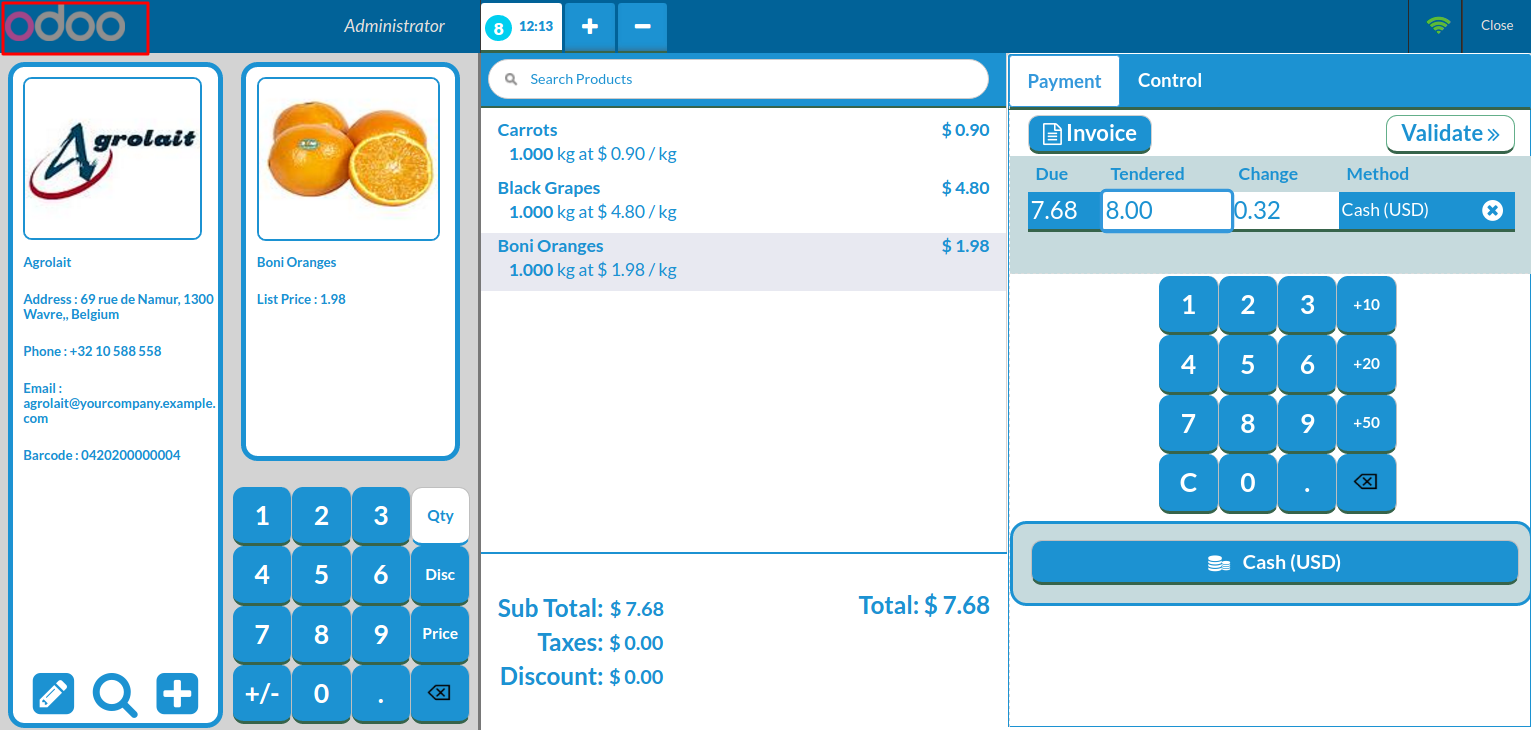 odoo
Administrator
8 12:13
Close
Agrolait
Agrolait
Address : 69 rue de Namur, 1300
Wavre,, Belgium
Phone : +32 10 588 558
Email :
agrolait@yourcompany.example.
com
Barcode : 0420200000004
Boni Oranges
List Price : 1.98
1 2 3 Qty
4 5 6 Disc
7 8 9 Price
+/- 0 .
Search Products
Carrots $ 0.90
1.000 kg at $ 0.90 / kg
Black Grapes $ 4.80
1.000 kg at $ 4.80 / kg
Boni Oranges $ 1.98
1.000 kg at $ 1.98 / kg
Sub Total: $ 7.68
Taxes: $ 0.00
Discount: $ 0.00
Total: $ 7.68
Payment Control
Invoice Validate
Due Tendered Change Method
7.68 8.00 0.32 Cash (USD)
1 2 3 +10
4 5 6 +20
7 8 9 +50
C 0 .
Cash (USD)